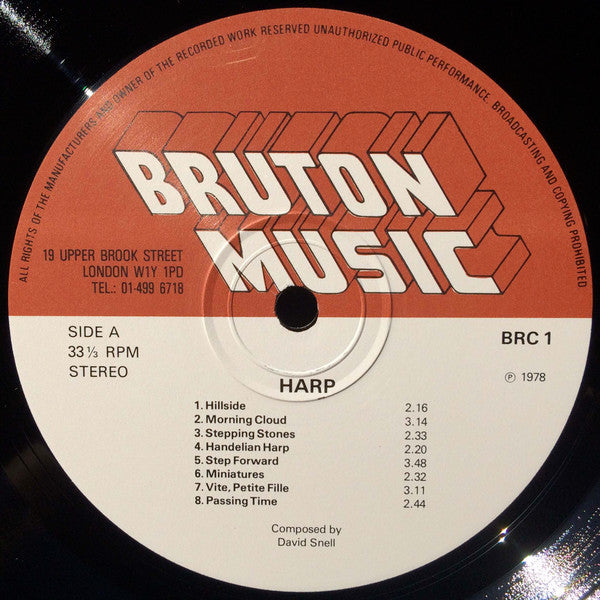 ALL RIGHTS OF THE MANUFACTURERS AND OWNER OF THE RECORDED WORK RESERVED UNAUTHORIZED PUBLIC PERFORMANCE, BROADCASTING AND COPYING PROHIBITED
BRUTON
MUSIC
19 UPPER BROOK STREET
LONDON W1Y 1PD
TEL.: 01-499 6718
SIDE A
33 ⅓ RPM
STEREO
BRC 1
℗ 1978
HARP
1. Hillside 2.16
2. Morning Cloud 3.14
3. Stepping Stones 2.33
4. Handelian Harp 2.20
5. Step Forward 3.48
6. Miniatures 2.32
7. Vite, Petite Fille 3.11
8. Passing Time 2.44
Composed by
David Snell